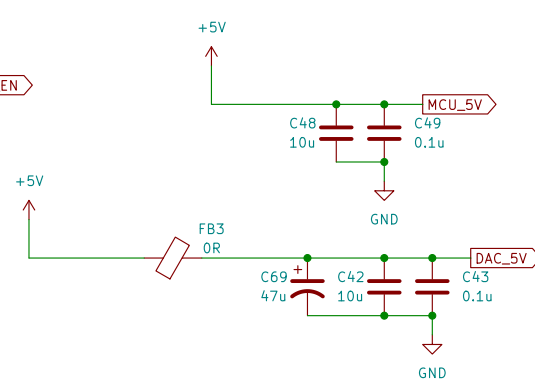 +5V
EN
MCU_5V
C48
10u
C49
0.1u
GND
+5V
FB3
0R
DAC_5V
C69
+
47u
C42
10u
C43
0.1u
GND